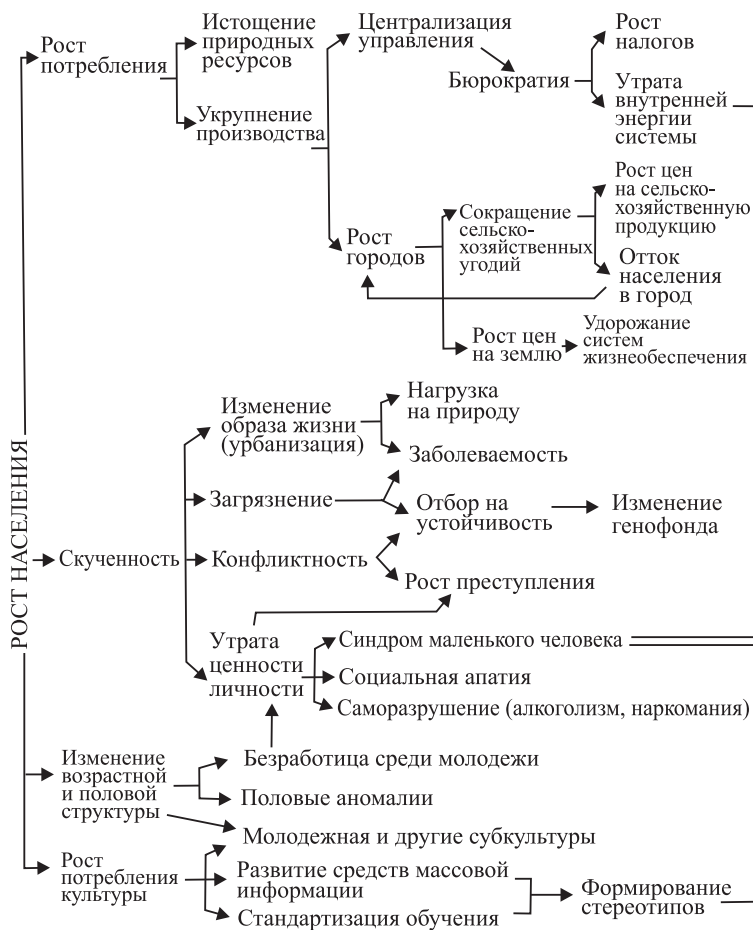 Рост
потребления
Истощение
природных
ресурсов
Укрупнение
производства
Централизация
управления
Бюрократия
Рост
налогов
Утрата
внутренней
энергии
системы
Рост
городов
Сокращение
сельско-
хозяйственных
угодий
Рост цен
на сельско-
хозяйственную
продукцию
Отток
населения
в город
Рост цен
на землю
Удорожание
систем
жизнеобеспечения
РОСТ НАСЕЛЕНИЯ
Скученность
Изменение
образа жизни
(урбанизация)
Нагрузка
на природу
Заболеваемость
Загрязнение
Отбор на
устойчивость
Изменение
генофонда
Конфликтность
Рост преступления
Утрата
ценности
личности
Синдром маленького человека
Социальная апатия
Саморазрушение (алкоголизм, наркомания)
Изменение
возрастной
и половой
структуры
Безработица среди молодежи
Половые аномалии
Молодежная и другие субкультуры
Рост
потребления
культуры
Развитие средств массовой
информации
Стандартизация обучения
Формирование
стереотипов